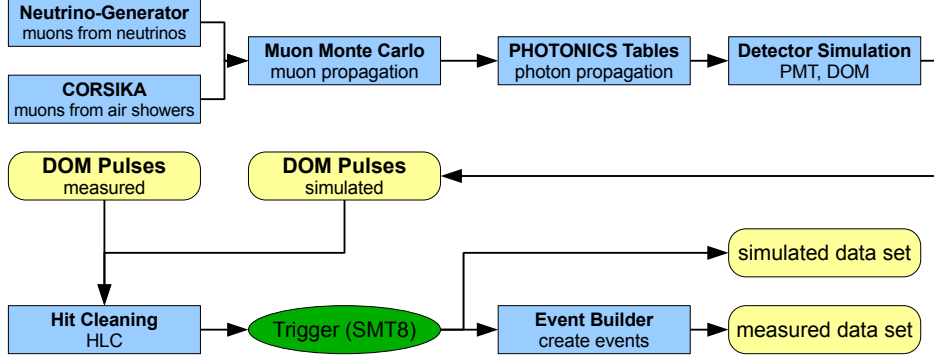 Neutrino-Generator
muons from neutrinos
CORSIKA
muons from air showers
Muon Monte Carlo
muon propagation
PHOTONICS Tables
photon propagation
Detector Simulation
PMT, DOM
DOM Pulses
measured
DOM Pulses
simulated
simulated data set
Hit Cleaning
HLC
Trigger (SMT8)
Event Builder
create events
measured data set